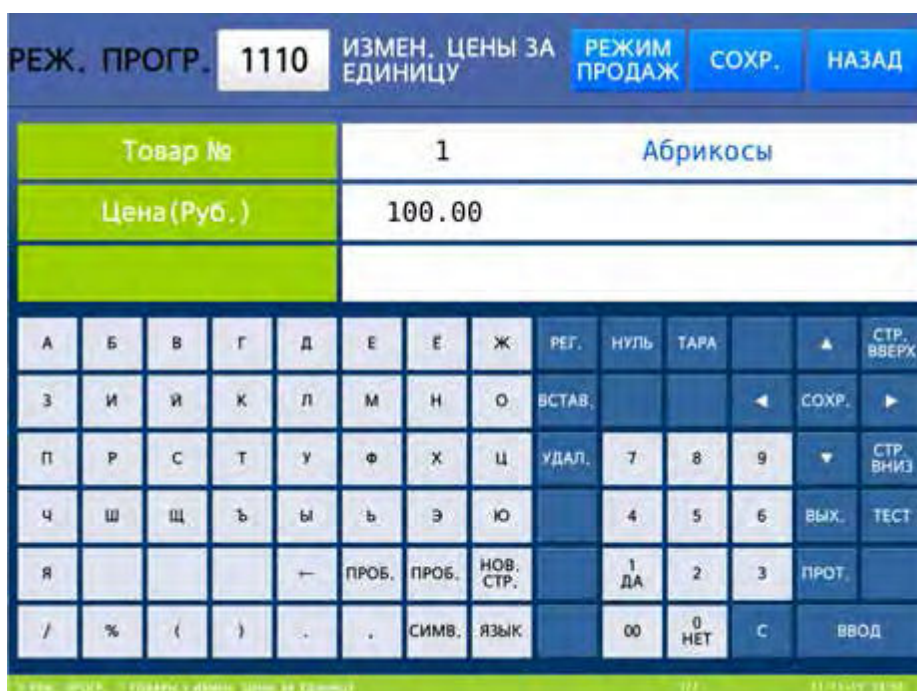 РЕЖ. ПРОГР. 1110 ИЗМЕН. ЦЕНЫ ЗА ЕДИНИЦУ РЕЖИМ ПРОДАЖ СОХР. НАЗАД
Товар № 1 Абрикосы
Цена(Руб.) 100.00
А Б В Г Д Е Ё Ж РЕГ. НУЛЬ ТАРА ▲ СТР. ВВЕРХ
З И Й К Л М Н О ВСТАВ. ◀ СОХР. ▶
П Р С Т У Ф Х Ц УДАЛ. 7 8 9 ▼ СТР. ВНИЗ
Ч Ш Щ Ъ Ы Ь Э Ю 4 5 6 ВЫХ. ТЕСТ
Я ← ПРОБ. ПРОБ. НОВ. СТР. 1 ДА 2 3 ПРОТ.
/ % ( ) . . СИМВ. ЯЗЫК 00 0 НЕТ С ВВОД